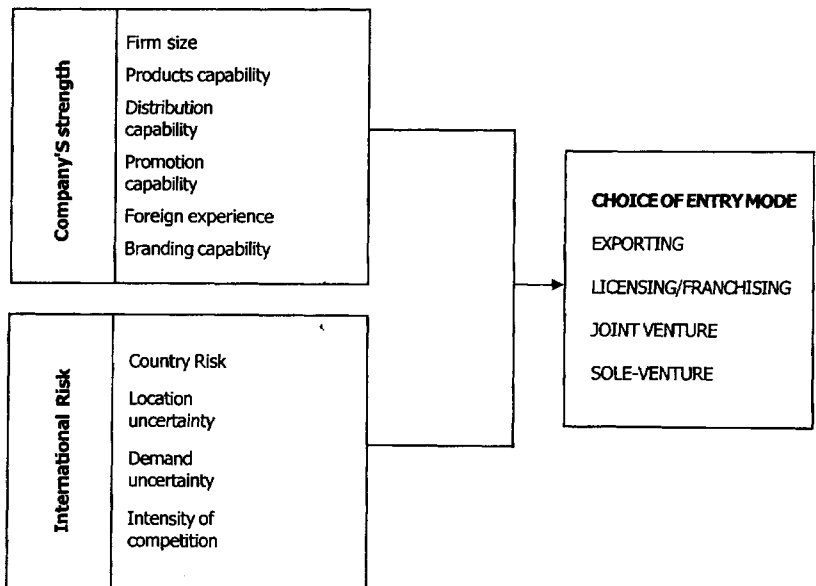 Company'S strength
Firm size
Products capability
Distribution
capability
Promotion
capability
Foreign experience
Branding capability
International Risk
Country Risk
Location
uncertainty
Demand
uncertainty
Intensity of
competition
CHOICE OF ENTRY MODE
EXPORTING
LICENSING/FRANCHISING
JOINT VENTURE
SOLE-VENTURE